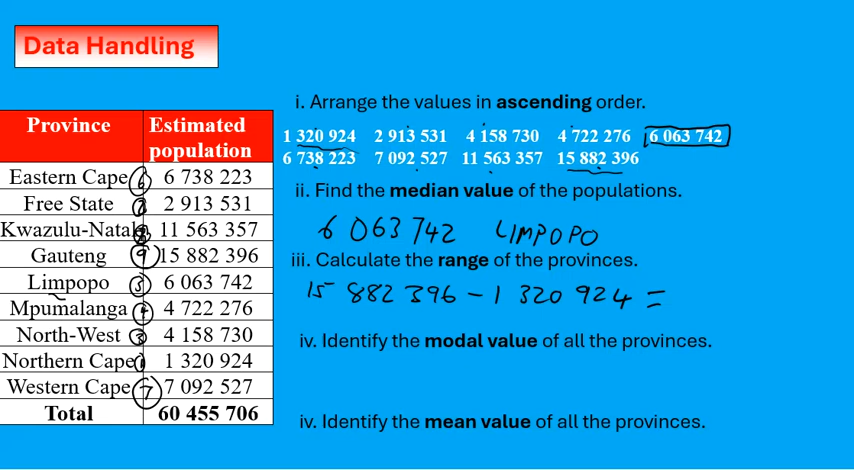 Data Handling
i. Arrange the values in ascending order.
1 320 924 2 913 531 4 158 730 4 722 276 6 063 742
6 738 223 7 092 527 11 563 357 15 882 396
ii. Find the median value of the populations.
6 063 742 LIMPOPO
iii. Calculate the range of the provinces.
15 882 396 - 1 320 924 =
iv. Identify the modal value of all the provinces.
iv. Identify the mean value of all the provinces.
Province Estimated
population
Eastern Cape 6 6 738 223
Free State 2 913 531
Kwazulu-Natal 11 563 357
Gauteng 9 15 882 396
Limpopo 5 6 063 742
Mpumalanga 4 4 722 276
North-West 3 4 158 730
Northern Cape 1 1 320 924
Western Cape 7 7 092 527
Total 60 455 706